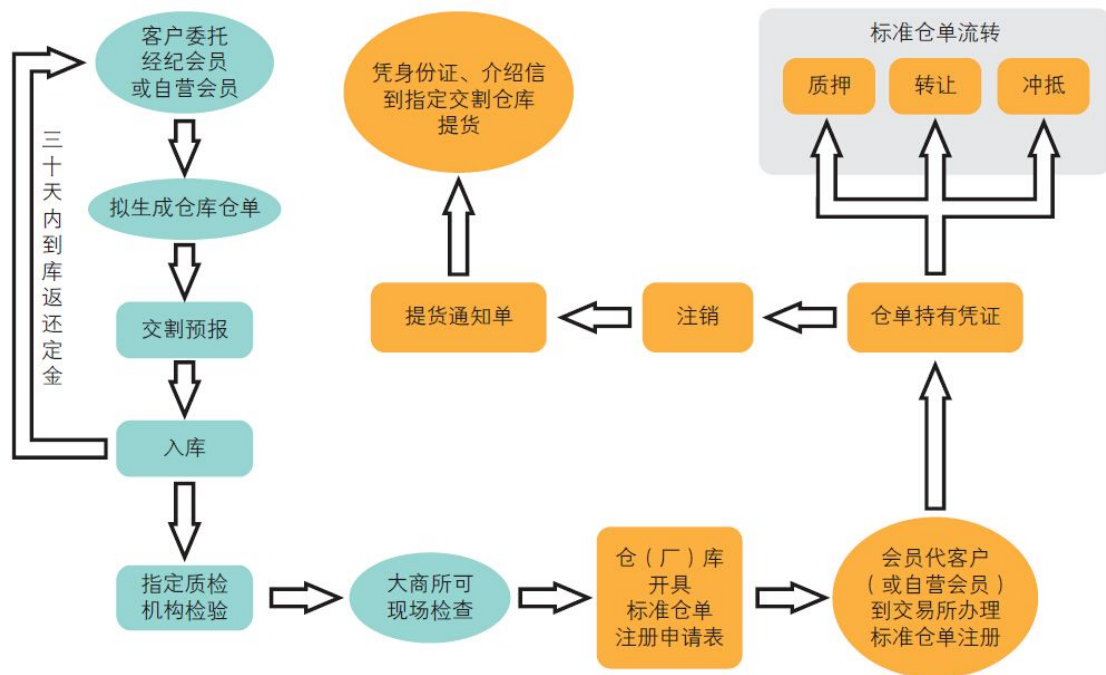 客户委托
经纪会员
或自营会员
三十天内到库返还定金
拟生成仓库仓单
交割预报
入库
指定质检
机构检验
大商所可
现场检查
仓（厂）库
开具
标准仓单
注册申请表
会员代客户
（或自营会员）
到交易所办理
标准仓单注册
仓单持有凭证
标准仓单流转
质押
转让
冲抵
注销
提货通知单
凭身份证、介绍信
到指定交割仓库
提货